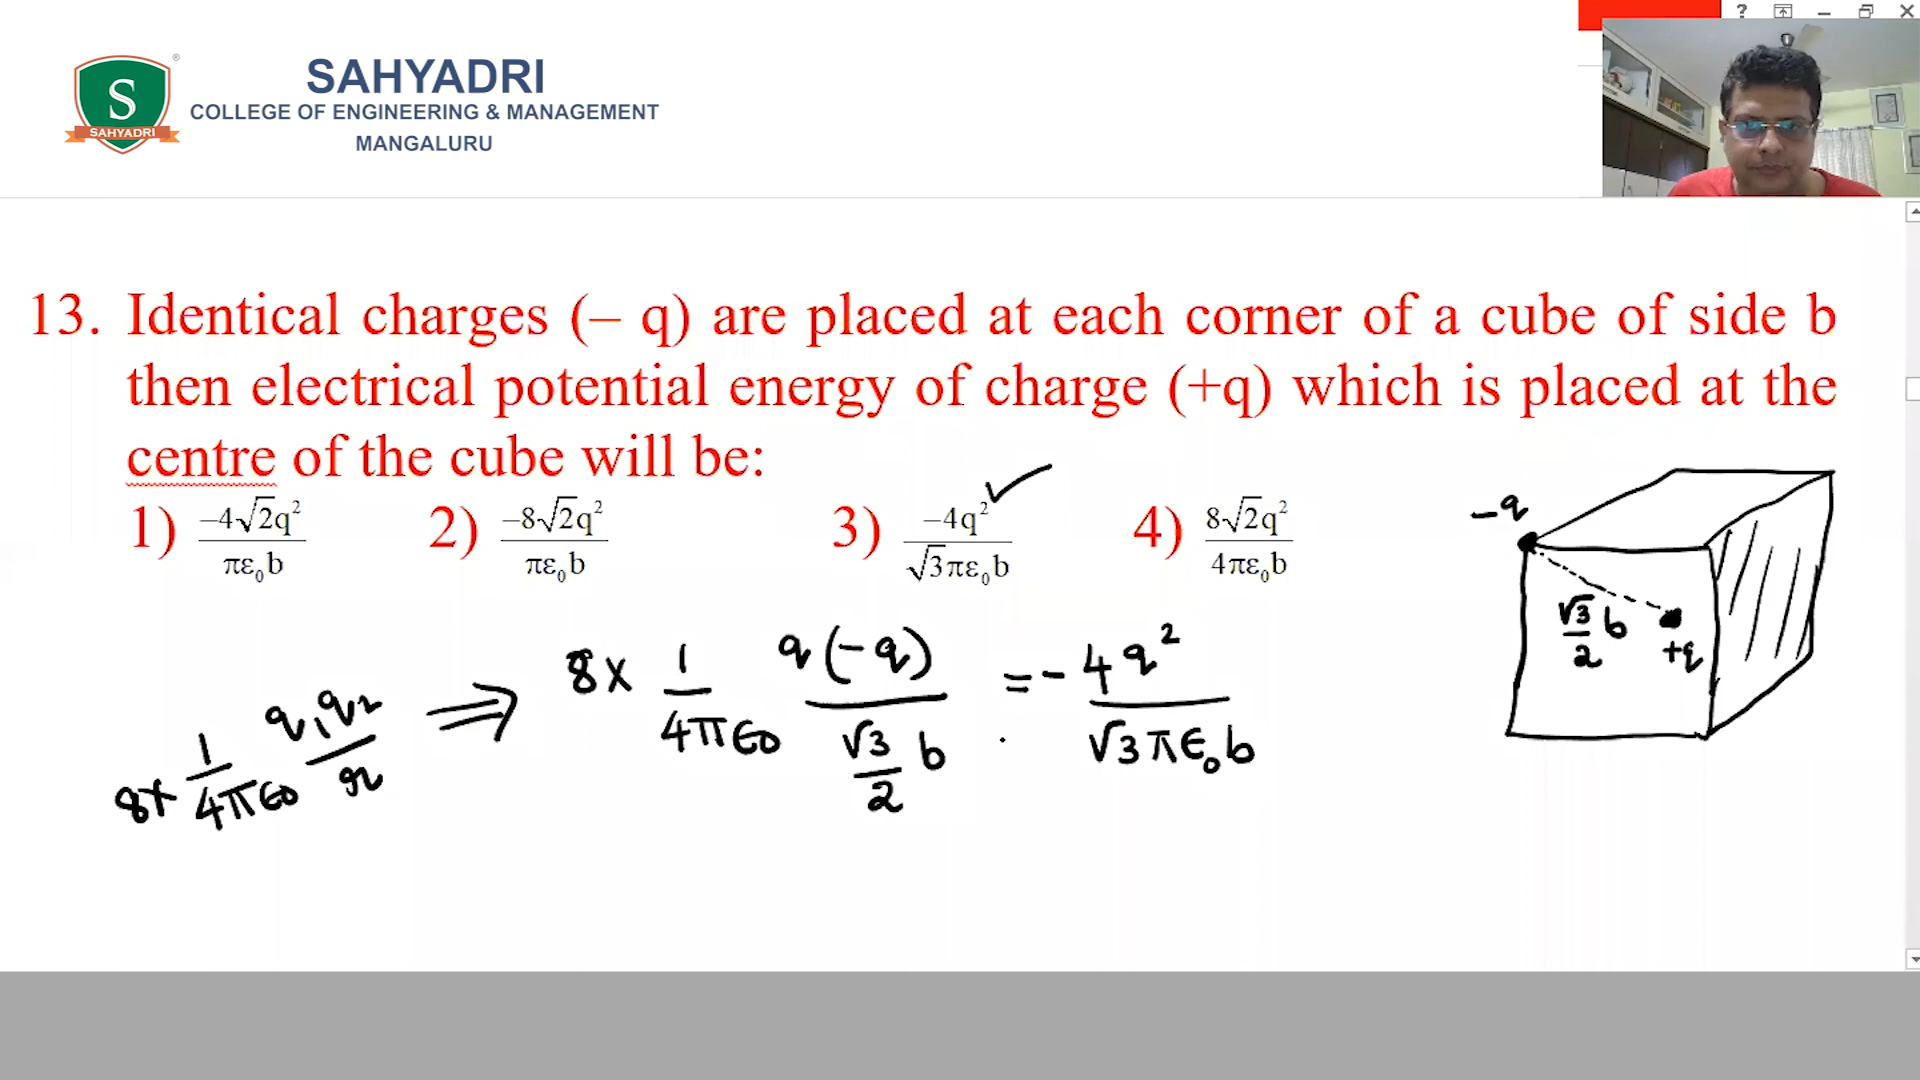 S
SAHYADRI
®
SAHYADRI
COLLEGE OF ENGINEERING & MANAGEMENT
MANGALURU
?
13. Identical charges (– q) are placed at each corner of a cube of side b
then electrical potential energy of charge (+q) which is placed at the
centre of the cube will be:
1) −4√2q² / πε₀b 2) −8√2q² / πε₀b 3) −4q² / √3πε₀b ✓ 4) 8√2q² / 4πε₀b
−q
√3/2 b
+q
8× 1/4πε₀ q₁q₂/r ⇒ 8× 1/4πε₀ q(−q) / √3/2 b = − 4q² / √3πε₀b